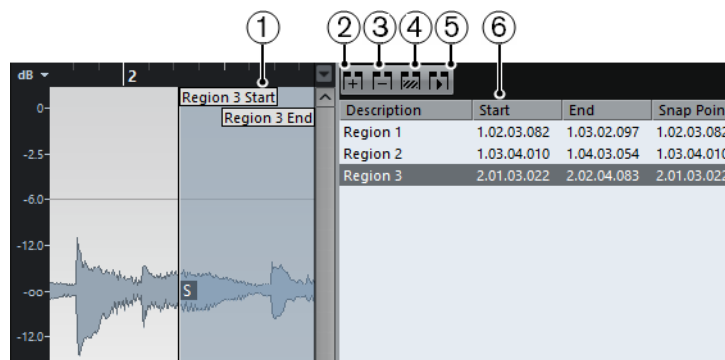 1 2 3 4 5 6
dB 2
Region 3 Start
Region 3 End
0
-2.5
-6.0
-12.0
-oo
-12.0
S
Description Start End Snap Poin
Region 1 1.02.03.082 1.03.02.097 1.02.03.082
Region 2 1.03.04.010 1.04.03.054 1.03.04.010
Region 3 2.01.03.022 2.02.04.083 2.01.03.022